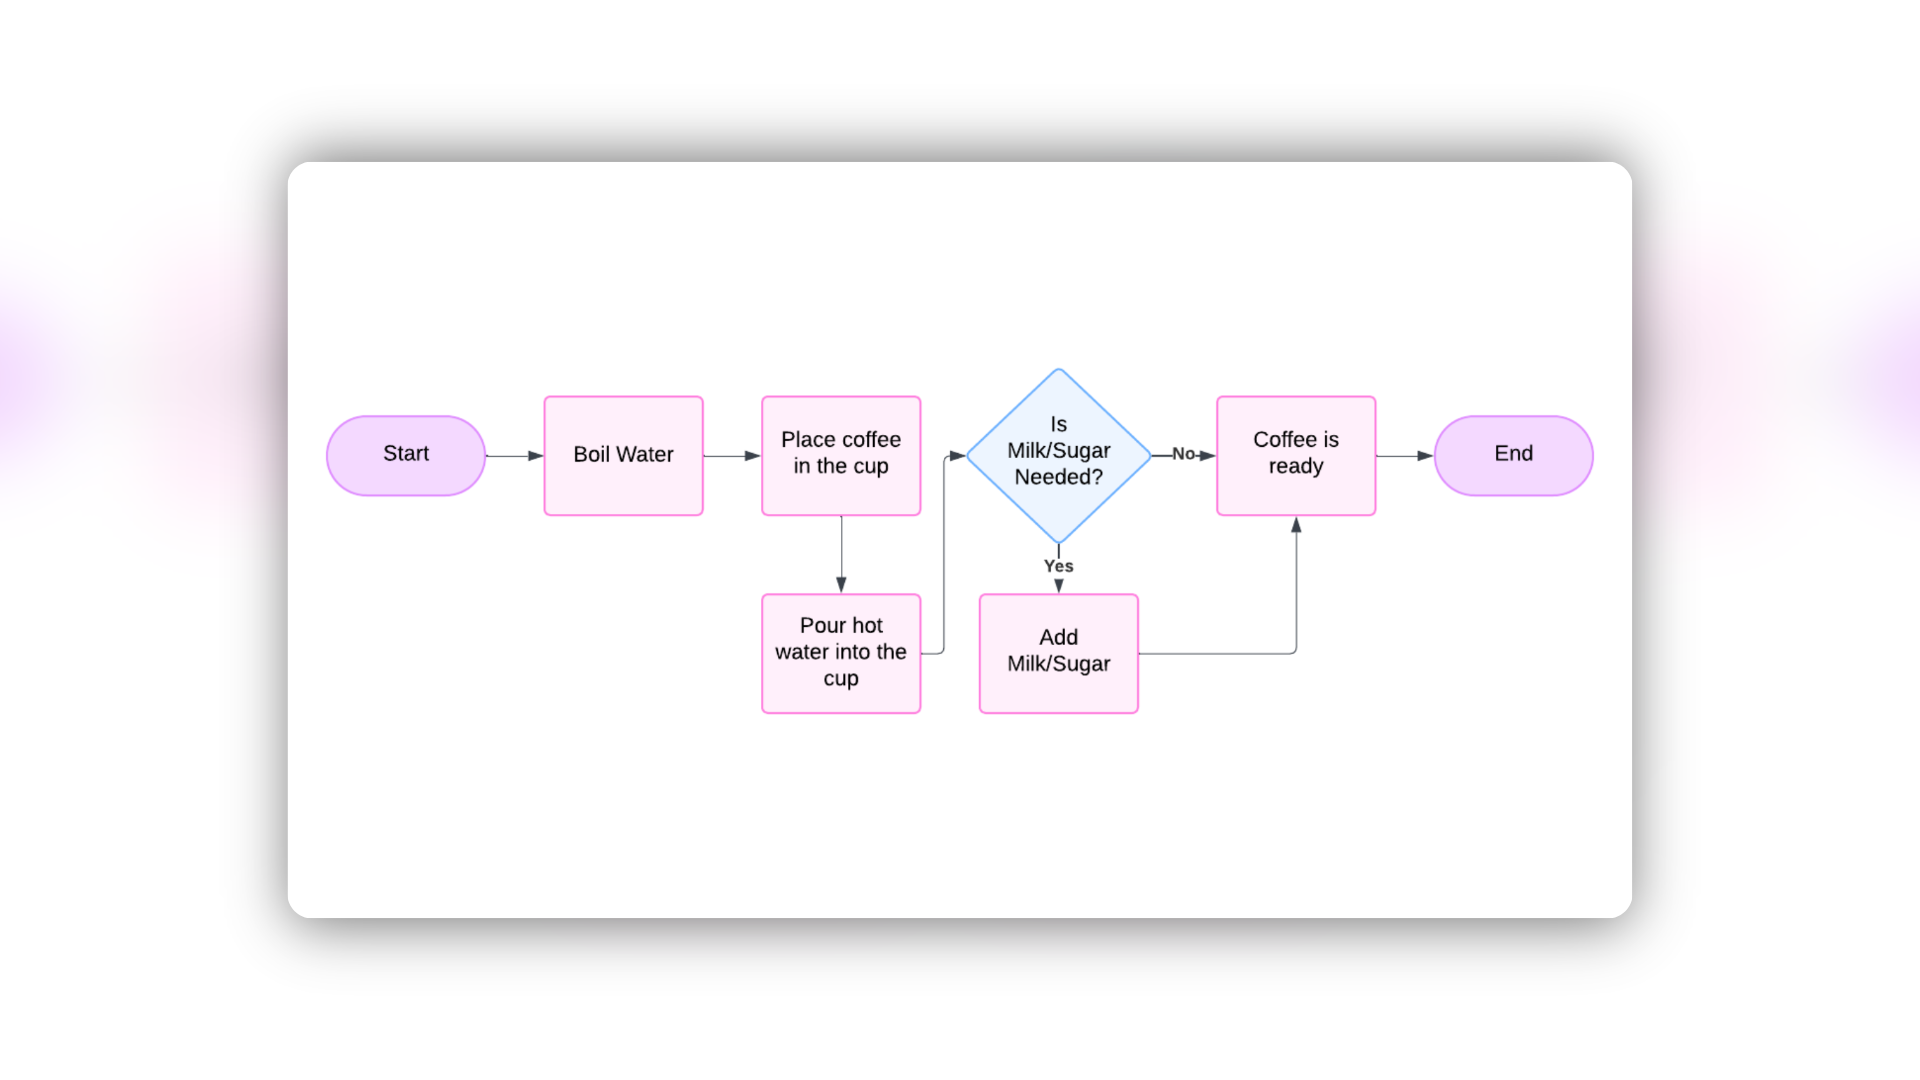 Start
Boil Water
Place coffee
in the cup
Pour hot
water into the
cup
Is
Milk/Sugar
Needed?
No
Yes
Add
Milk/Sugar
Coffee is
ready
End